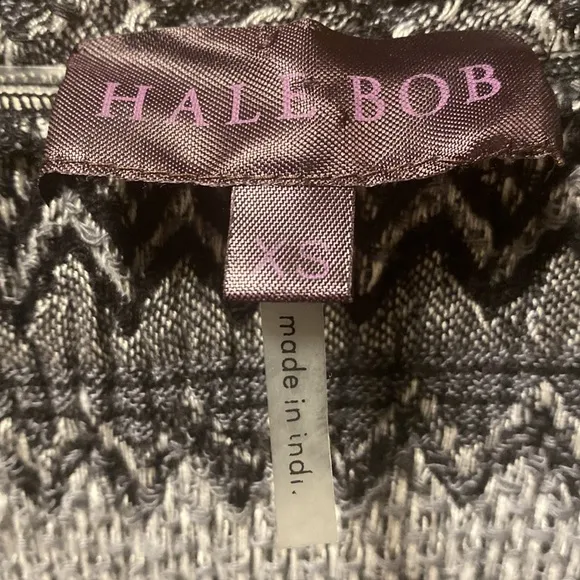 HALE BOB
XS
made in indi.